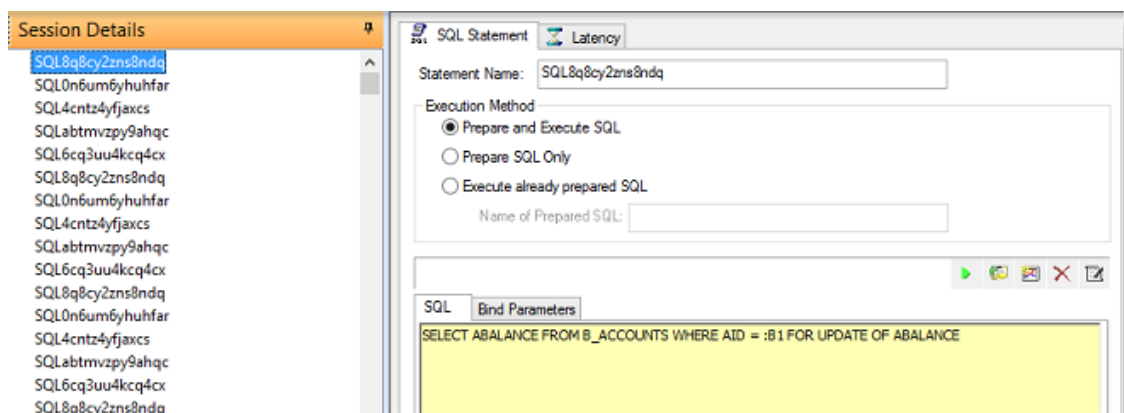 Session Details
SQL8q8cy2zns8ndq
SQL0n6um6yhuhfar
SQL4cntz4yfjaxcs
SQLabtmvzpy9ahqc
SQL6cq3uu4kcq4cx
SQL8q8cy2zns8ndq
SQL0n6um6yhuhfar
SQL4cntz4yfjaxcs
SQLabtmvzpy9ahqc
SQL6cq3uu4kcq4cx
SQL8q8cy2zns8ndq
SQL0n6um6yhuhfar
SQL4cntz4yfjaxcs
SQLabtmvzpy9ahqc
SQL6cq3uu4kcq4cx
SQL8q8cy2zns8ndq
SQL Statement Latency
Statement Name: SQL8q8cy2zns8ndq
Execution Method
Prepare and Execute SQL
Prepare SQL Only
Execute already prepared SQL
Name of Prepared SQL:
SQL Bind Parameters
SELECT ABALANCE FROM B_ACCOUNTS WHERE AID = :B1 FOR UPDATE OF ABALANCE